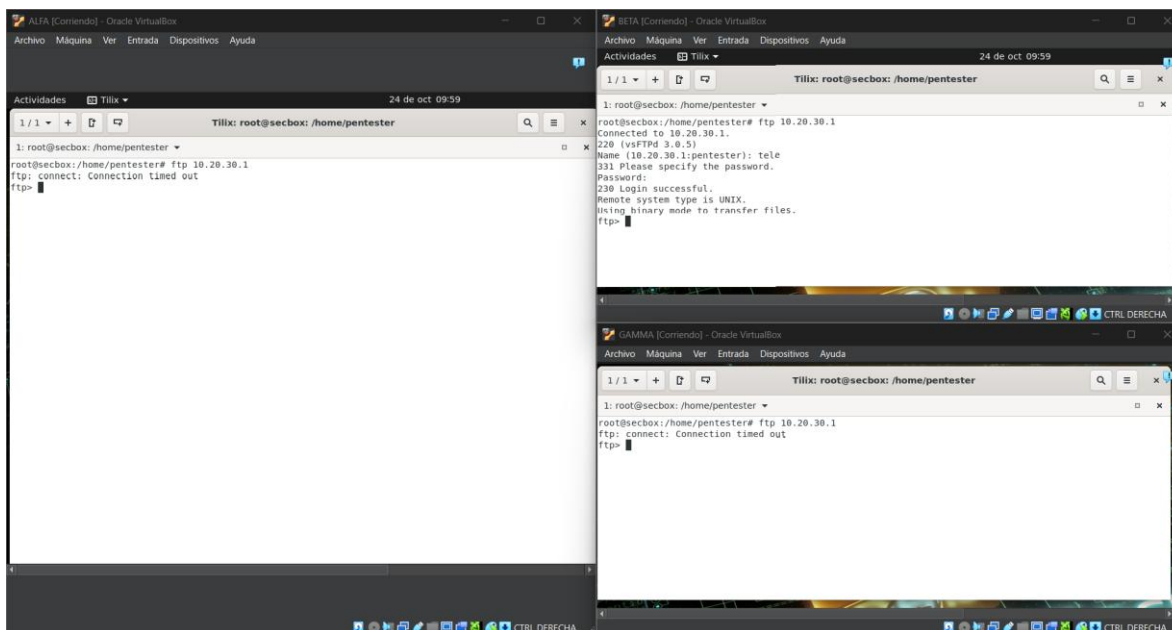 ALFA [Corriendo] - Oracle VirtualBox
Archivo Máquina Ver Entrada Dispositivos Ayuda
Actividades Tilix 24 de oct 09:59
1 / 1 Tilix: root@secbox: /home/pentester
1: root@secbox: /home/pentester
root@secbox:/home/pentester# ftp 10.20.30.1
ftp: connect: Connection timed out
ftp>
CTRL DERECHA
BETA [Corriendo] - Oracle VirtualBox
Archivo Máquina Ver Entrada Dispositivos Ayuda
Actividades Tilix 24 de oct 09:59
1 / 1 Tilix: root@secbox: /home/pentester
1: root@secbox: /home/pentester
root@secbox:/home/pentester# ftp 10.20.30.1
Connected to 10.20.30.1.
220 (vsFTPd 3.0.5)
Name (10.20.30.1:pentester): tele
331 Please specify the password.
Password:
230 Login successful.
Remote system type is UNIX.
Using binary mode to transfer files.
ftp>
CTRL DERECHA
GAMMA [Corriendo] - Oracle VirtualBox
Archivo Máquina Ver Entrada Dispositivos Ayuda
1 / 1 Tilix: root@secbox: /home/pentester
1: root@secbox: /home/pentester
root@secbox:/home/pentester# ftp 10.20.30.1
ftp: connect: Connection timed out
ftp>
CTRL DERECHA